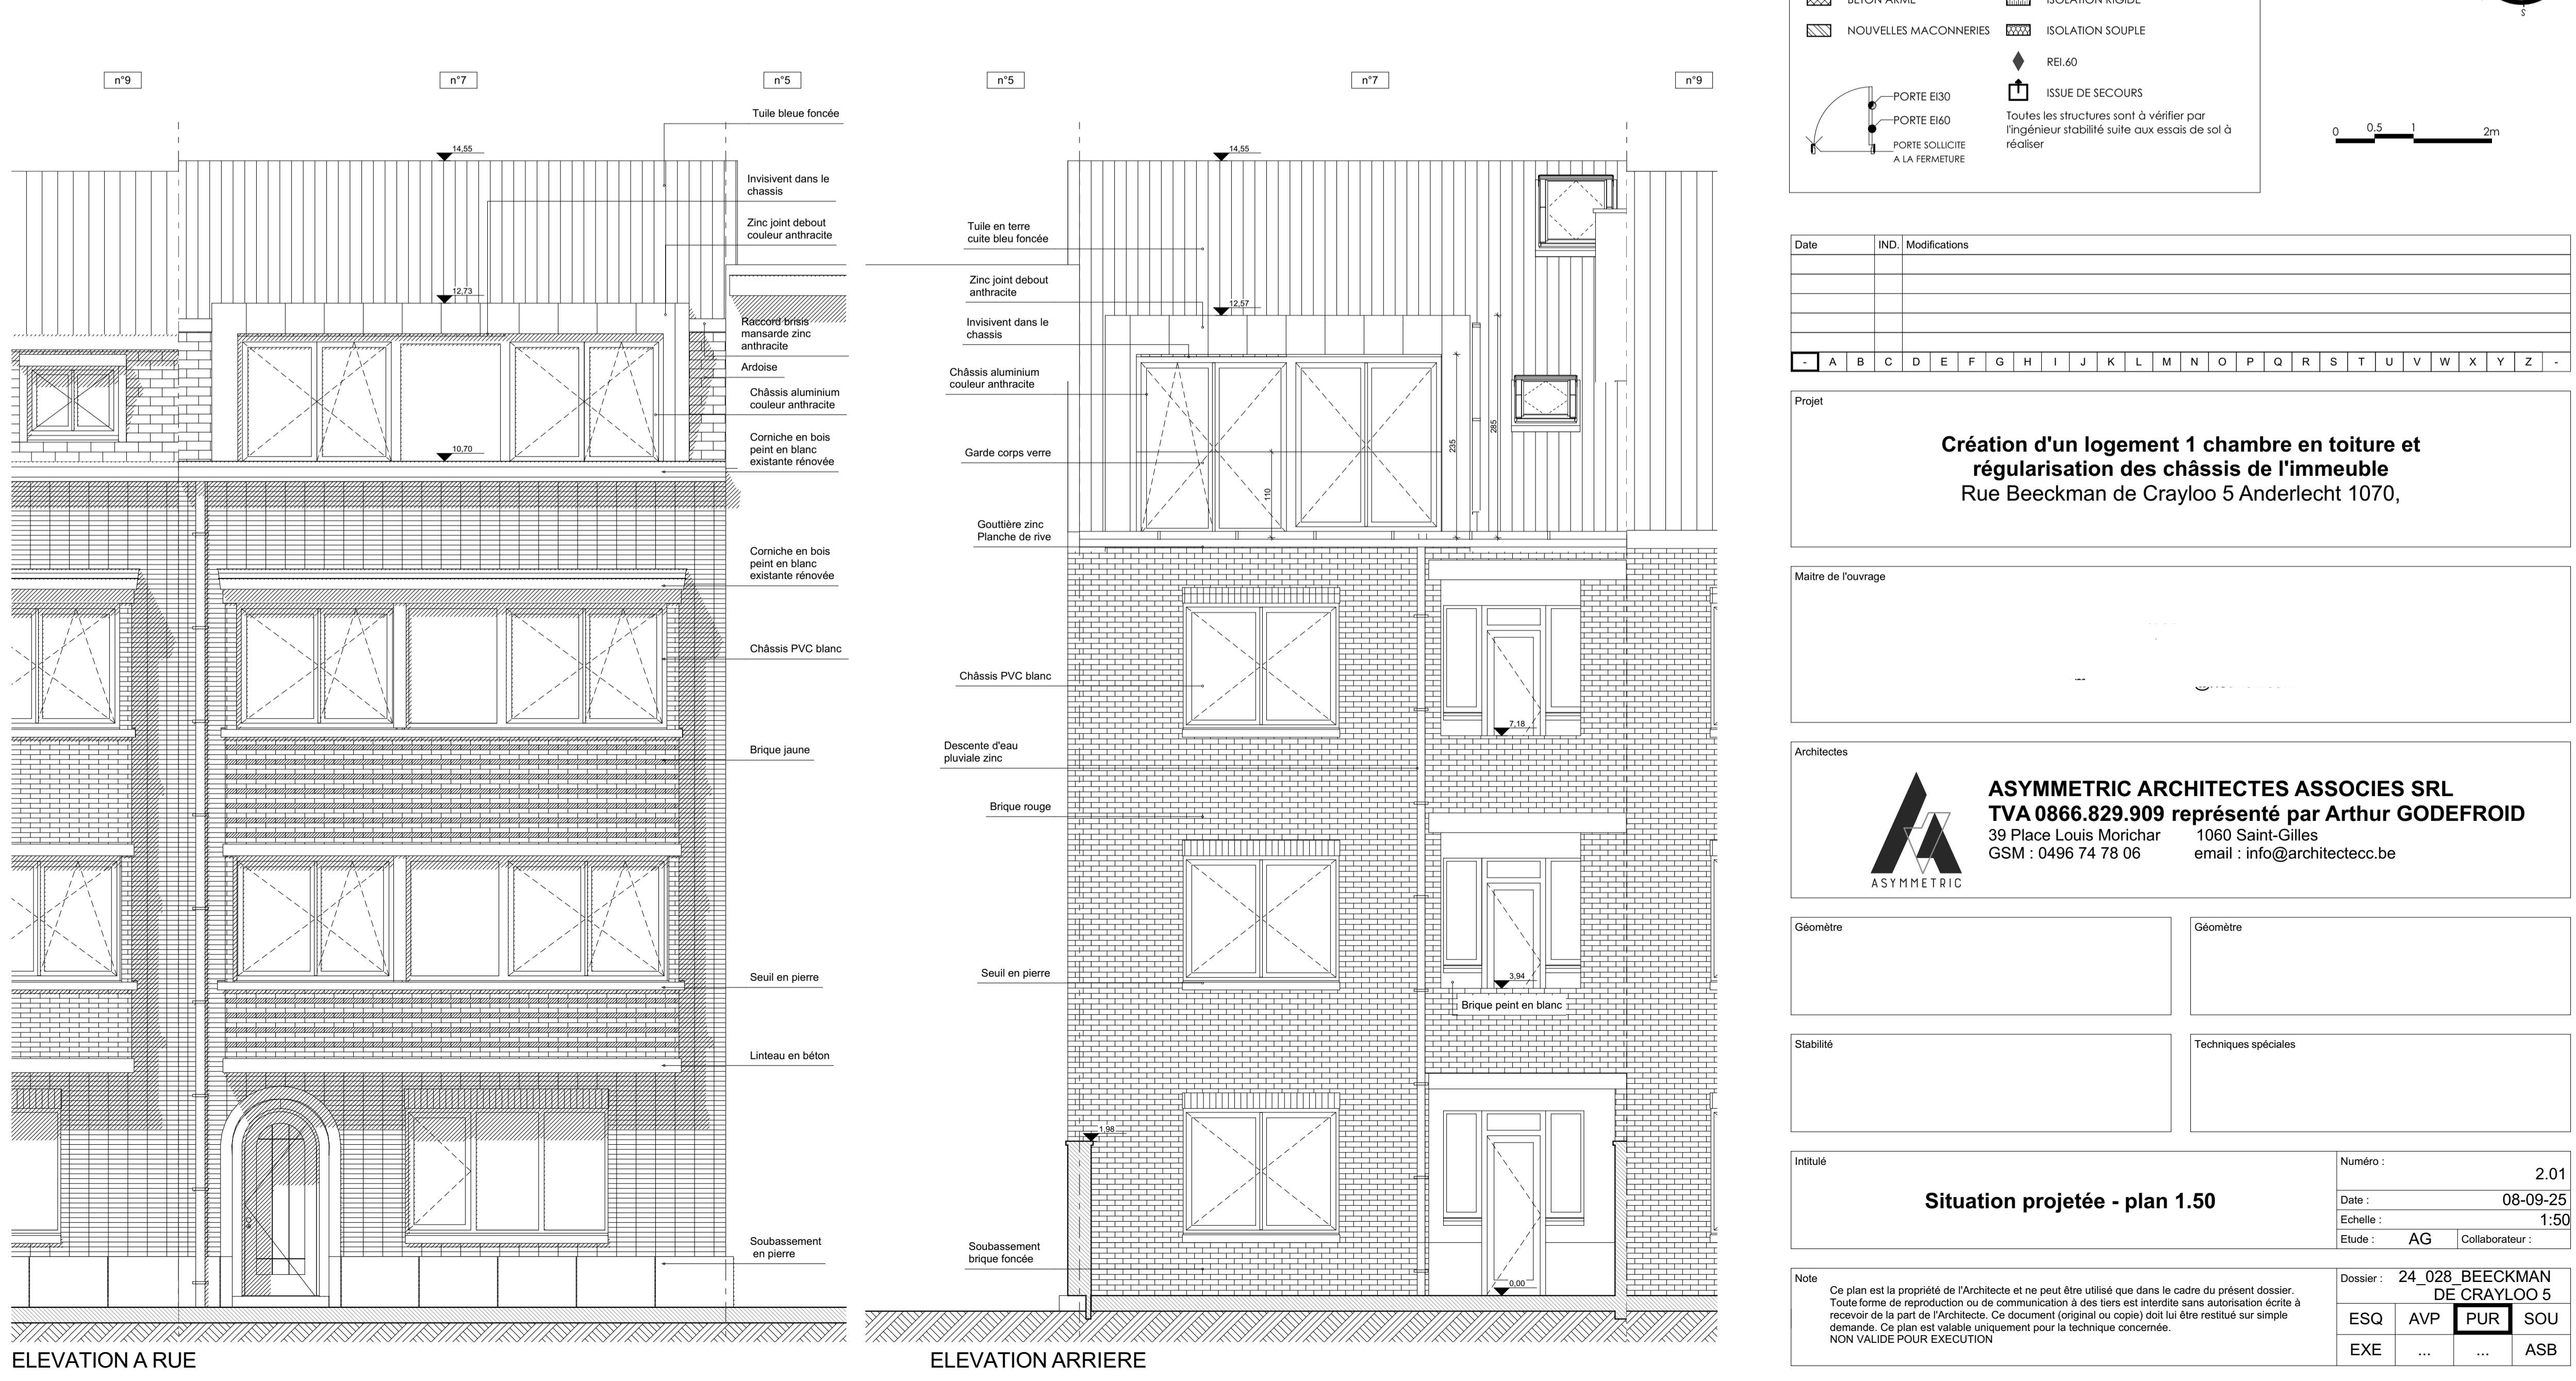 n°9
n°7
n°5
Tuile bleue foncée
14,55
Invisivent dans le
chassis
Zinc joint debout
couleur anthracite
12,73
Raccord brisis
mansarde zinc
anthracite
Ardoise
Châssis aluminium
couleur anthracite
Corniche en bois
peint en blanc
existante rénovée
10,70
Corniche en bois
peint en blanc
existante rénovée
Châssis PVC blanc
Brique jaune
Seuil en pierre
Linteau en béton
Soubassement
en pierre
ELEVATION A RUE
n°5
n°7
n°9
14,55
Tuile en terre
cuite bleu foncée
Zinc joint debout
anthracite
12,57
Invisivent dans le
chassis
Châssis aluminium
couleur anthracite
285
235
Garde corps verre
110
Gouttière zinc
Planche de rive
Châssis PVC blanc
7,18
Descente d'eau
pluviale zinc
Brique rouge
Seuil en pierre
3,94
Brique peint en blanc
1,98
Soubassement
brique foncée
0,00
ELEVATION ARRIERE
BETON ARME
ISOLATION RIGIDE
NOUVELLES MACONNERIES
ISOLATION SOUPLE
REI.60
ISSUE DE SECOURS
PORTE EI30
PORTE EI60
PORTE SOLLICITE
A LA FERMETURE
Toutes les structures sont à vérifier par
l'ingénieur stabilité suite aux essais de sol à
réaliser
S
0 0.5 1 2m
Date IND. Modifications
- A B C D E F G H I J K L M N O P Q R S T U V W X Y Z -
Projet
Création d'un logement 1 chambre en toiture et
régularisation des châssis de l'immeuble
Rue Beeckman de Crayloo 5 Anderlecht 1070,
Maitre de l'ouvrage
Architectes
ASYMMETRIC
ASYMMETRIC ARCHITECTES ASSOCIES SRL
TVA 0866.829.909 représenté par Arthur GODEFROID
39 Place Louis Morichar 1060 Saint-Gilles
GSM : 0496 74 78 06 email : info@architectecc.be
Géomètre
Géomètre
Stabilité
Techniques spéciales
Intitulé
Situation projetée - plan 1.50
Numéro :
2.01
Date : 08-09-25
Echelle : 1:50
Etude : AG Collaborateur :
Note
Ce plan est la propriété de l'Architecte et ne peut être utilisé que dans le cadre du présent dossier.
Toute forme de reproduction ou de communication à des tiers est interdite sans autorisation écrite à
recevoir de la part de l'Architecte. Ce document (original ou copie) doit lui être restitué sur simple
demande. Ce plan est valable uniquement pour la technique concernée.
NON VALIDE POUR EXECUTION
Dossier : 24_028_BEECKMAN
DE CRAYLOO 5
ESQ AVP PUR SOU
EXE ... ... ASB